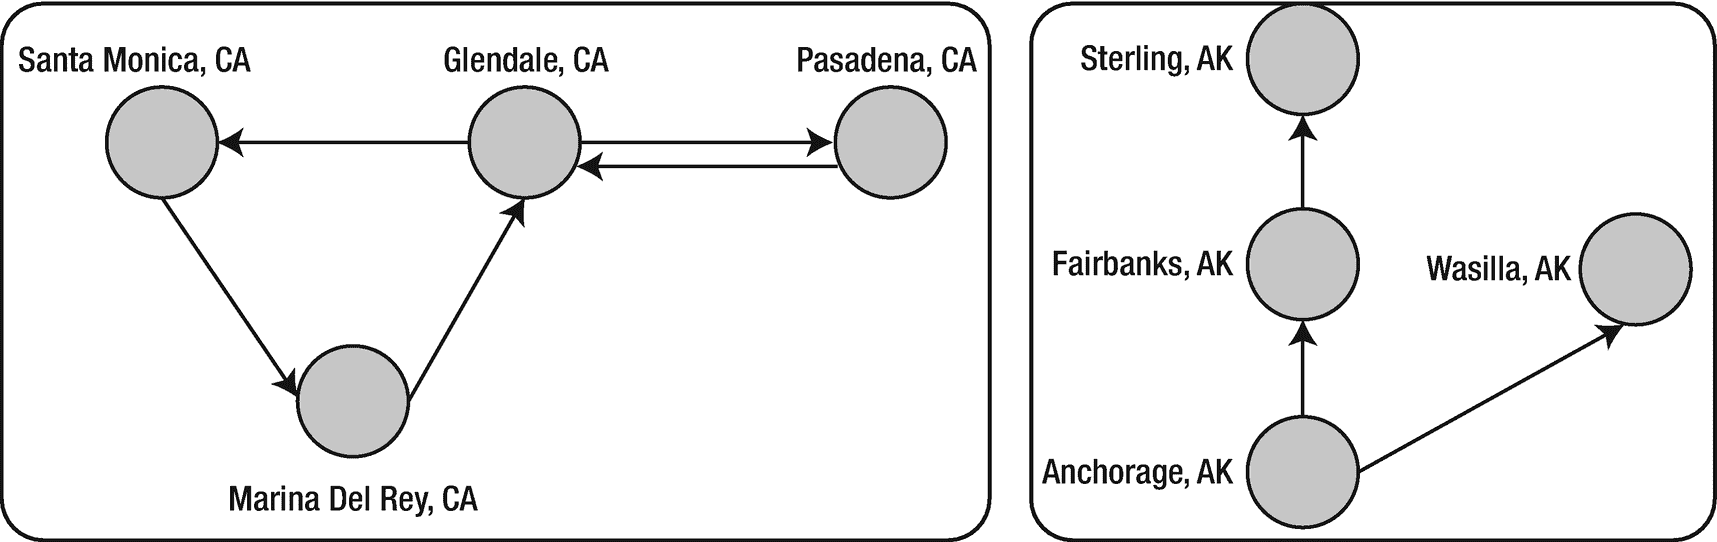 Santa Monica, CA
Glendale, CA
Pasadena, CA
Marina Del Rey, CA
Sterling, AK
Fairbanks, AK
Wasilla, AK
Anchorage, AK